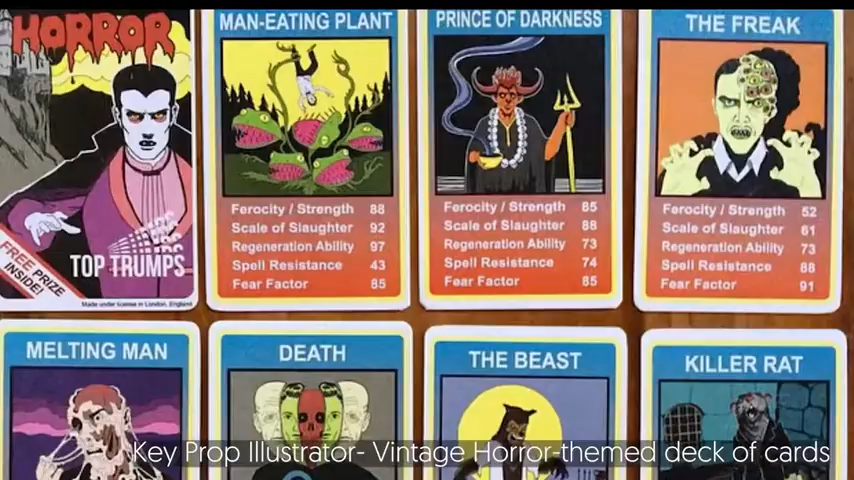 HORROR
TOP TRUMPS
FREE PRIZE
INSIDE!
Made under license in London, England
MAN-EATING PLANT
Ferocity / Strength 88
Scale of Slaughter 92
Regeneration Ability 97
Spell Resistance 43
Fear Factor 85
PRINCE OF DARKNESS
Ferocity / Strength 85
Scale of Slaughter 88
Regeneration Ability 73
Spell Resistance 74
Fear Factor 85
THE FREAK
Ferocity / Strength 52
Scale of Slaughter 61
Regeneration Ability 73
Spell Resistance 88
Fear Factor 91
MELTING MAN
DEATH
THE BEAST
KILLER RAT
Key Prop Illustrator- Vintage Horror-themed deck of cards